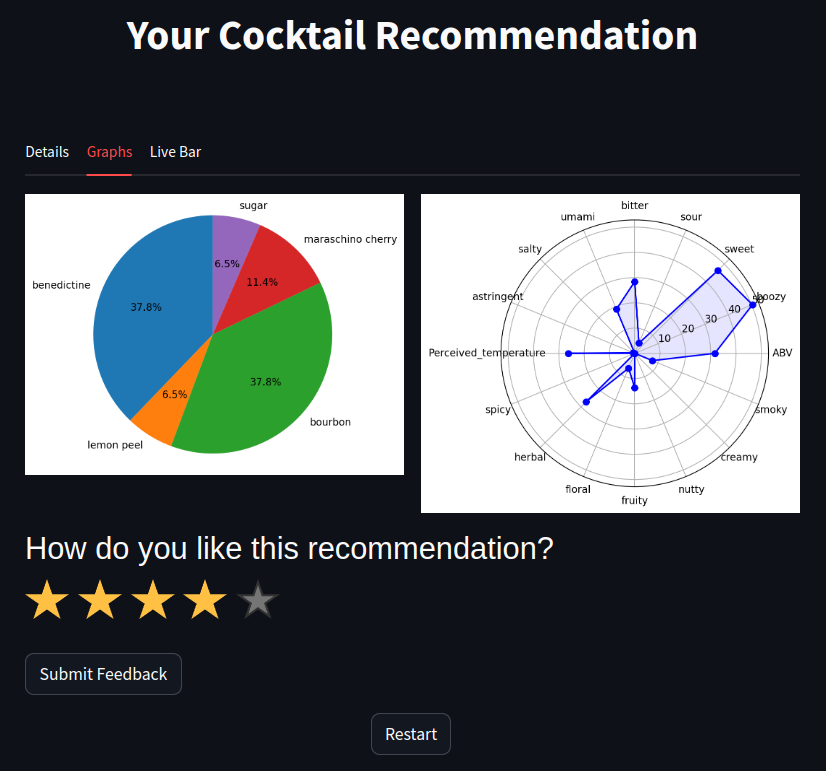 Your Cocktail Recommendation
Details Graphs Live Bar
sugar
maraschino cherry
6.5%
11.4%
benedictine
37.8%
37.8%
6.5%
bourbon
lemon peel
bitter
umami sour
salty sweet
astringent boozy
50
40
30
20
10
Perceived_temperature ABV
spicy smoky
herbal creamy
floral nutty
fruity
How do you like this recommendation?
Submit Feedback
Restart